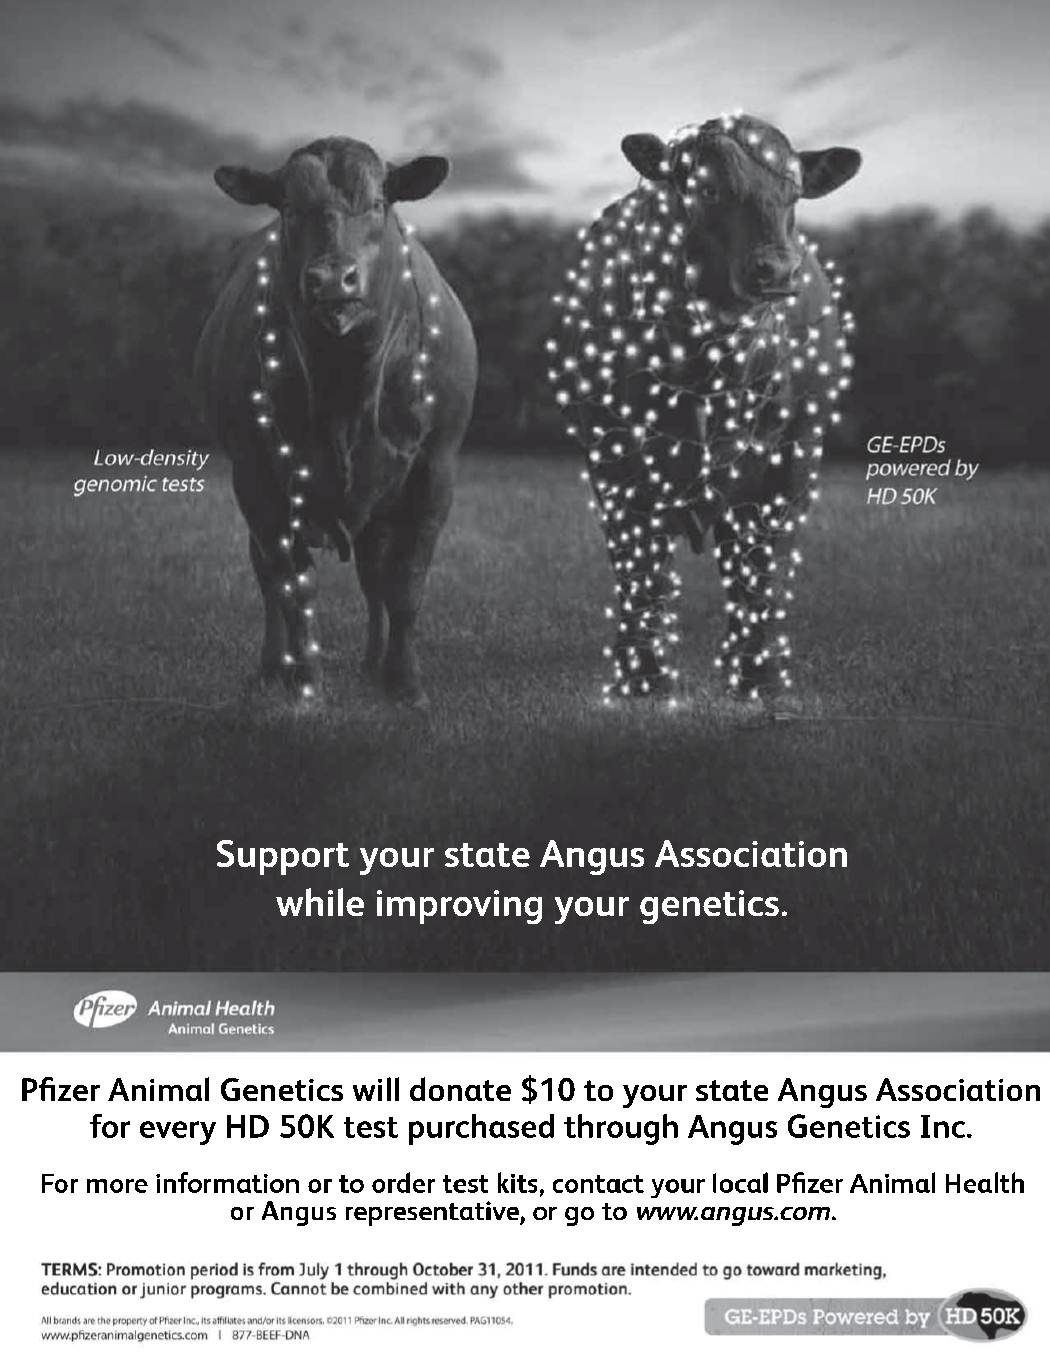 Low-density
genomic tests
GE-EPDs
powered by
HD 50K
Support your state Angus Association
while improving your genetics.
Pfizer Animal Health
Animal Genetics
Pfizer Animal Genetics will donate $10 to your state Angus Association
for every HD 50K test purchased through Angus Genetics Inc.
For more information or to order test kits, contact your local Pfizer Animal Health
or Angus representative, or go to www.angus.com.
TERMS: Promotion period is from July 1 through October 31, 2011. Funds are intended to go toward marketing,
education or junior programs. Cannot be combined with any other promotion.
All brands are the property of Pfizer Inc., its affiliates and/or its licensors. ©2011 Pfizer Inc. All rights reserved. PAG11054.
www.pfizeranimalgenetics.com | 877-BEEF-DNA
GE-EPDs Powered by HD 50K